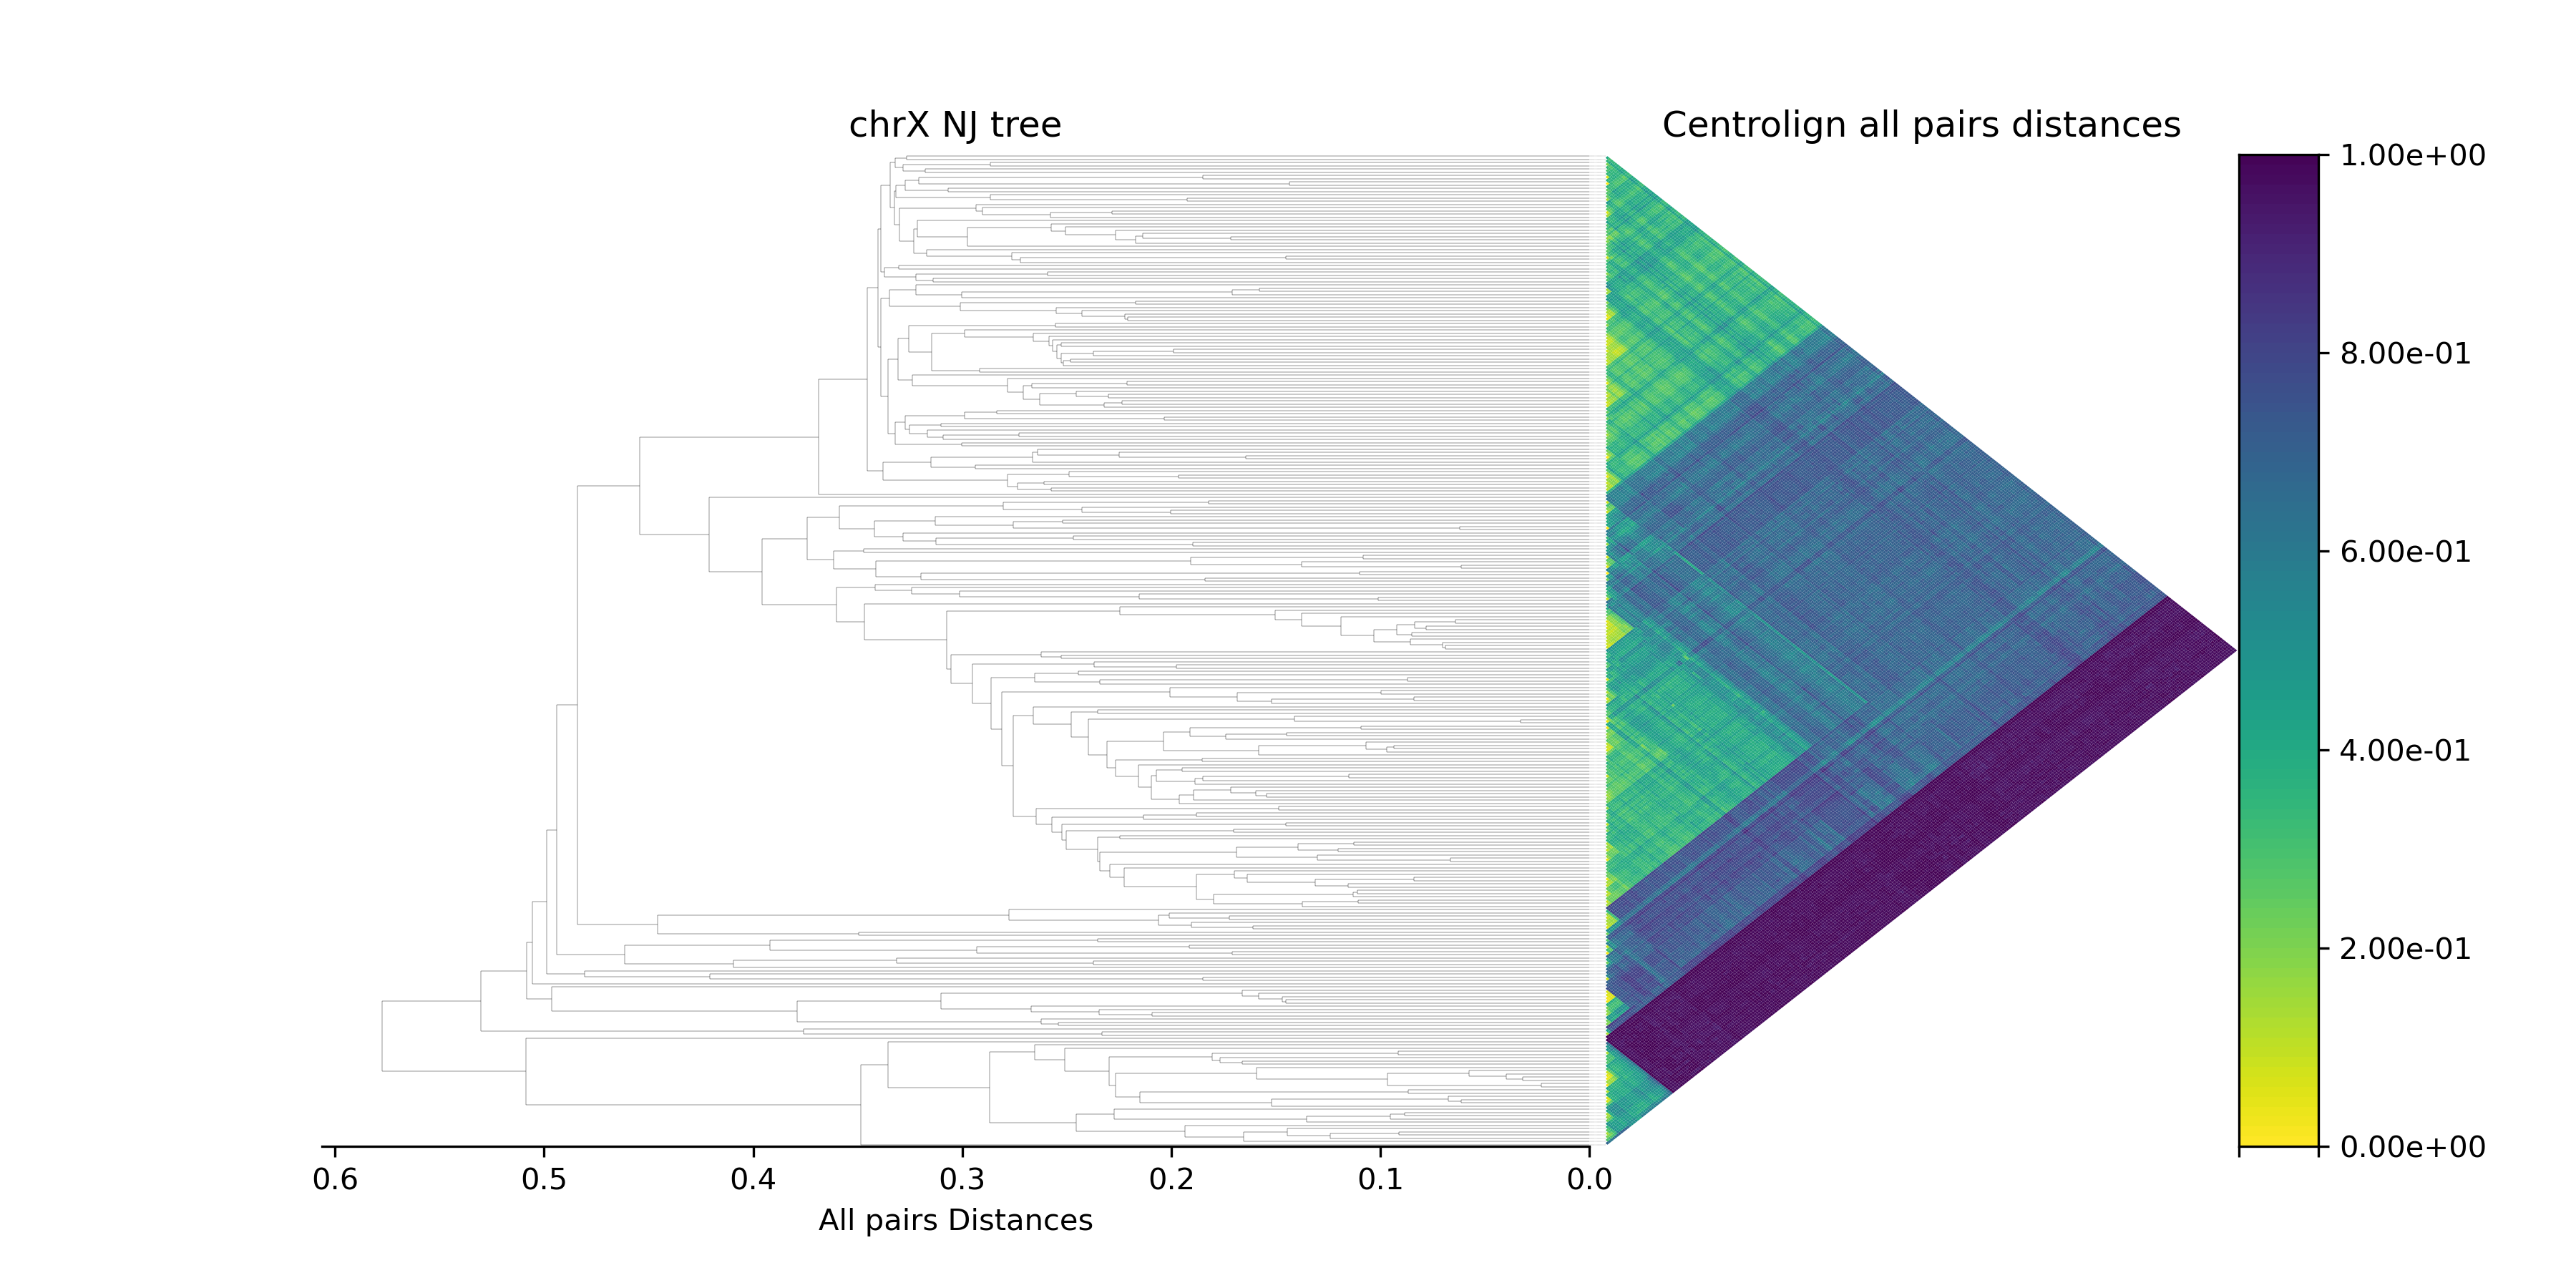 chrX NJ tree
Centrolign all pairs distances
1.00e+00
8.00e-01
6.00e-01
4.00e-01
2.00e-01
0.00e+00
0.6 0.5 0.4 0.3 0.2 0.1 0.0
All pairs Distances